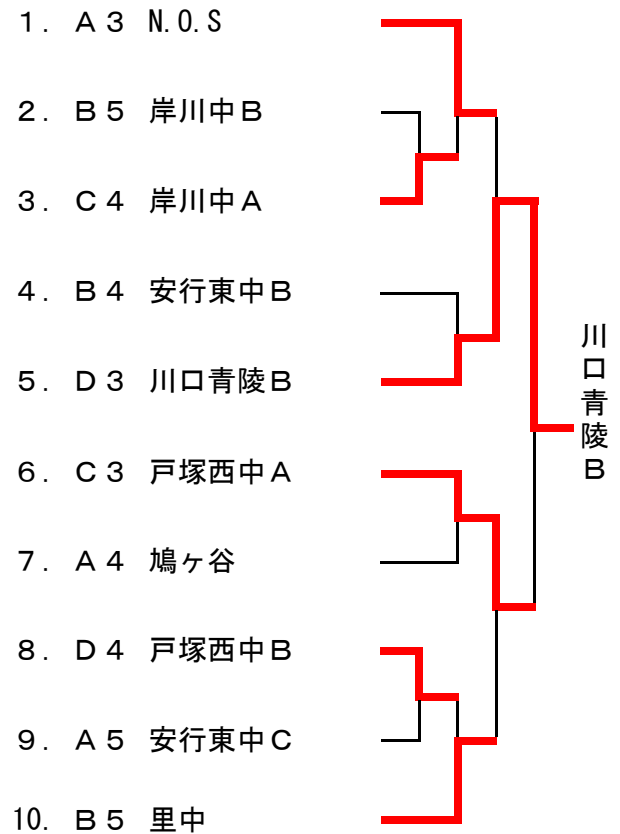 １．Ａ３ N.O.S
２．Ｂ５ 岸川中Ｂ
３．Ｃ４ 岸川中Ａ
４．Ｂ４ 安行東中Ｂ
５．Ｄ３ 川口青陵Ｂ
６．Ｃ３ 戸塚西中Ａ
７．Ａ４ 鳩ヶ谷
８．Ｄ４ 戸塚西中Ｂ
９．Ａ５ 安行東中Ｃ
10．Ｂ５ 里中
川口青陵Ｂ